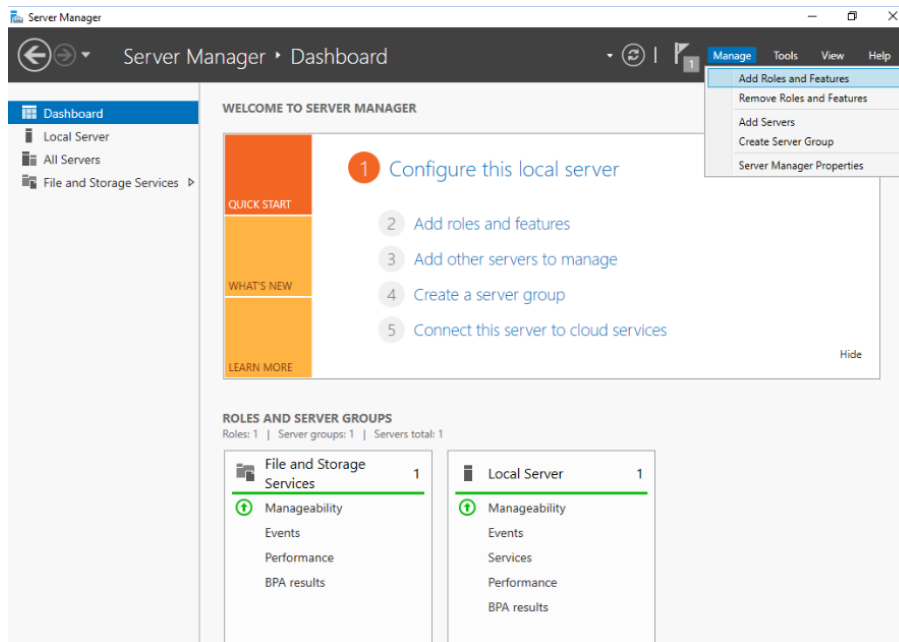 Server Manager
Server Manager ‣ Dashboard
1
Manage Tools View Help
Add Roles and Features
Remove Roles and Features
Add Servers
Create Server Group
Server Manager Properties
Dashboard
Local Server
All Servers
File and Storage Services
WELCOME TO SERVER MANAGER
QUICK START
WHAT'S NEW
LEARN MORE
1 Configure this local server
2 Add roles and features
3 Add other servers to manage
4 Create a server group
5 Connect this server to cloud services
Hide
ROLES AND SERVER GROUPS
Roles: 1 | Server groups: 1 | Servers total: 1
File and Storage
Services 1
Manageability
Events
Performance
BPA results
Local Server 1
Manageability
Events
Services
Performance
BPA results